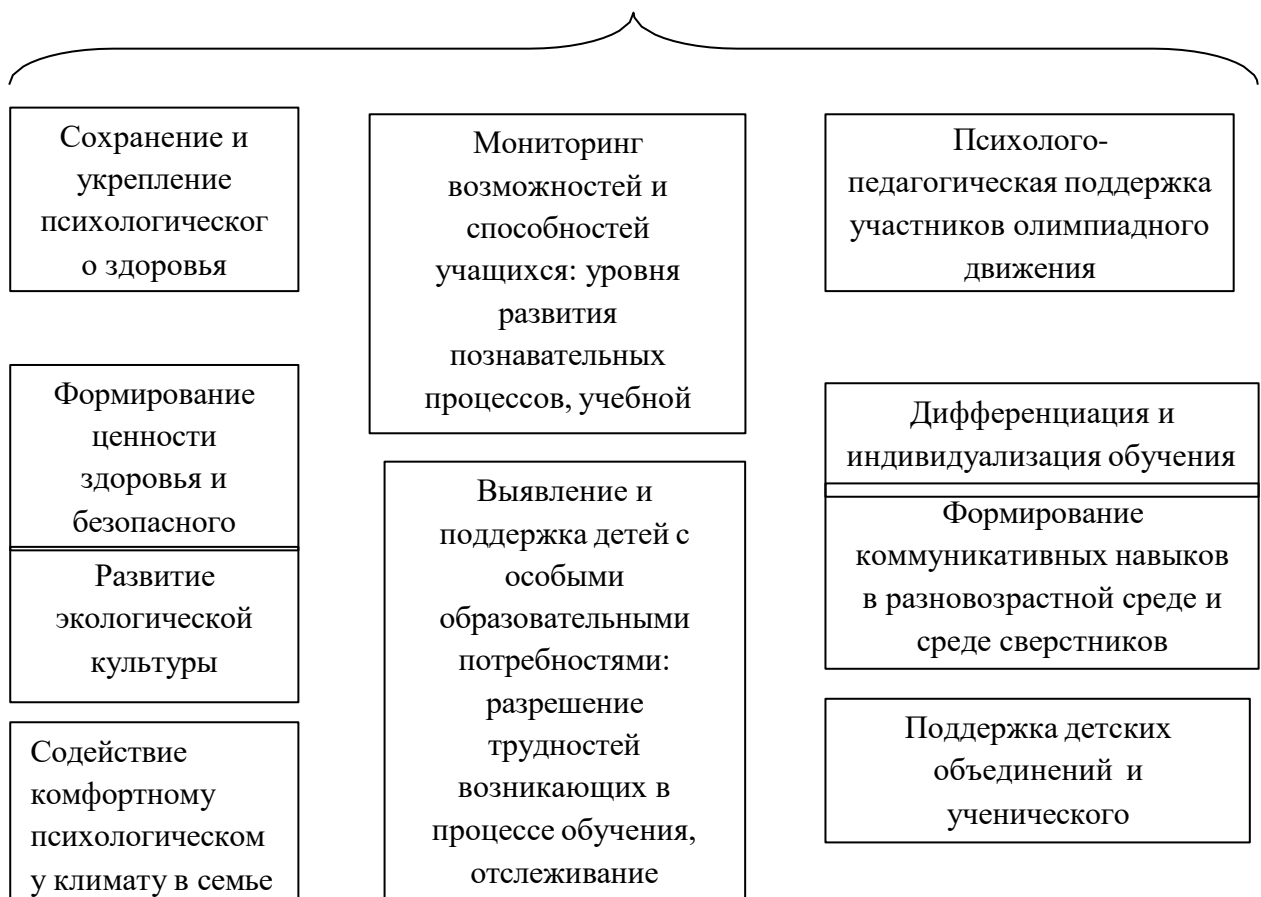 Сохранение и
укрепление
психологическог
о здоровья
Формирование
ценности
здоровья и
безопасного
Развитие
экологической
культуры
Содействие
комфортному
психологическом
у климату в семье
Мониторинг
возможностей и
способностей
учащихся: уровня
развития
познавательных
процессов, учебной
Выявление и
поддержка детей с
особыми
образовательными
потребностями:
разрешение
трудностей
возникающих в
процессе обучения,
отслеживание
Психолого-
педагогическая поддержка
участников олимпиадного
движения
Дифференциация и
индивидуализация обучения
Формирование
коммуникативных навыков
в разновозрастной среде и
среде сверстников
Поддержка детских
объединений и
ученического